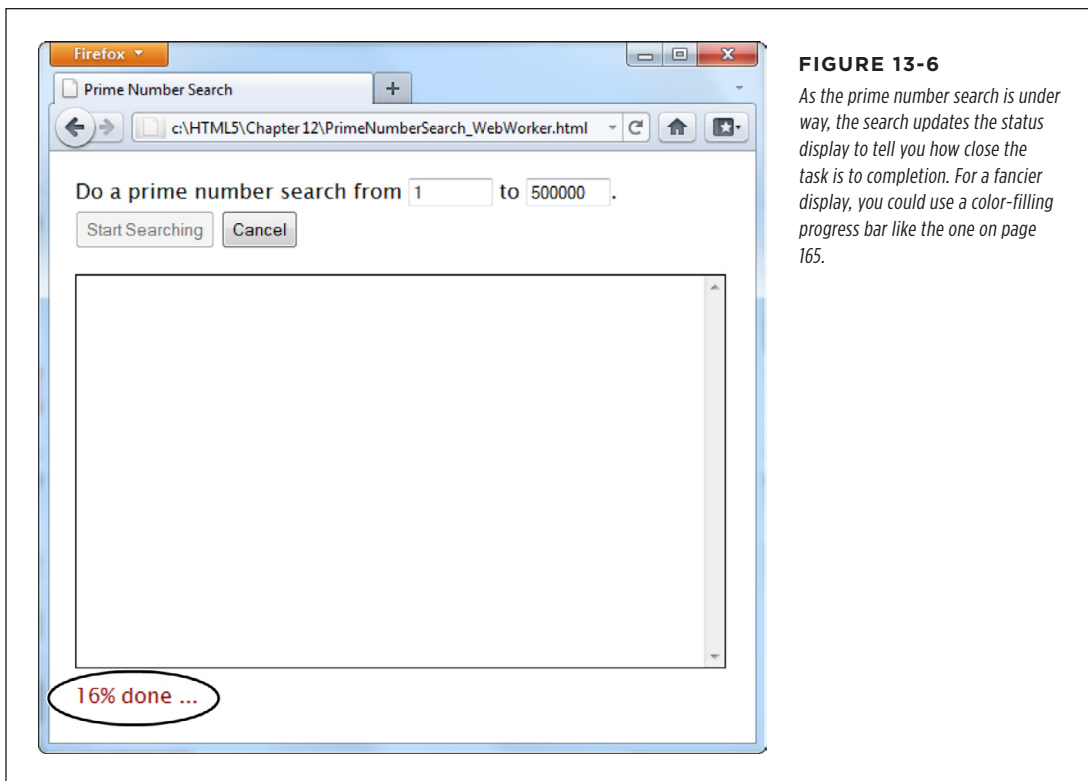 Firefox
Prime Number Search
c:\HTML5\Chapter 12\PrimeNumberSearch_WebWorker.html
Do a prime number search from 1 to 500000 .
Start Searching Cancel
16% done ...
FIGURE 13-6
As the prime number search is under
way, the search updates the status
display to tell you how close the
task is to completion. For a fancier
display, you could use a color-filling
progress bar like the one on page
165.